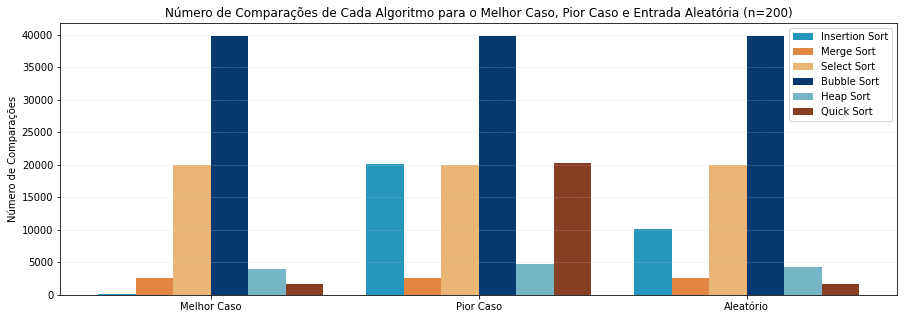 Número de Comparações de Cada Algoritmo para o Melhor Caso, Pior Caso e Entrada Aleatória (n=200)
Número de Comparações
40000
35000
30000
25000
20000
15000
10000
5000
0
Melhor Caso
Pior Caso
Aleatório
Insertion Sort
Merge Sort
Select Sort
Bubble Sort
Heap Sort
Quick Sort